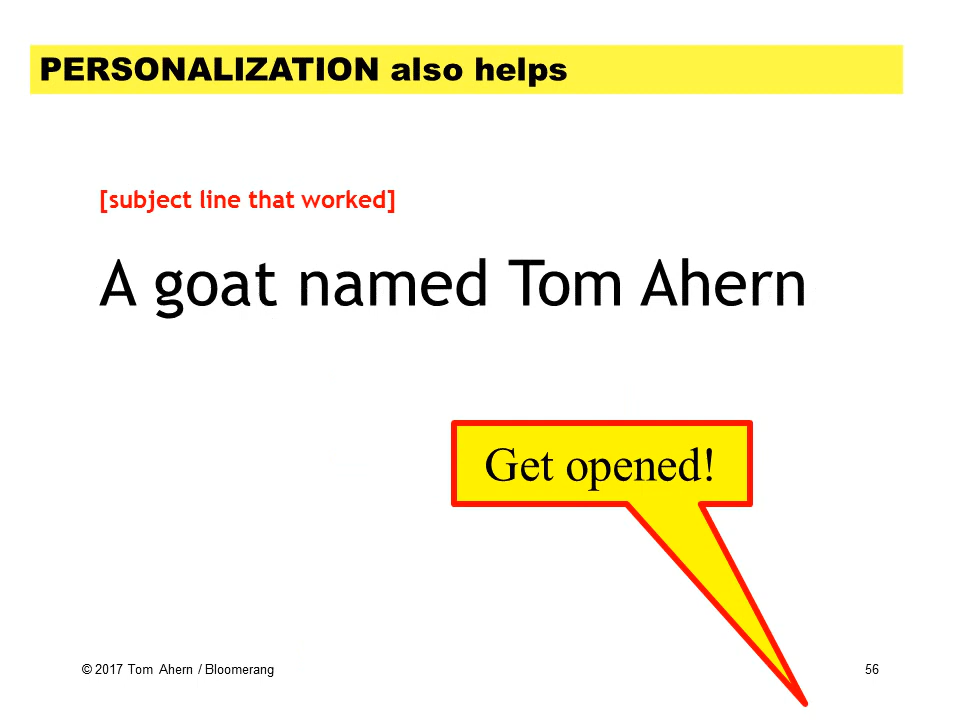 PERSONALIZATION also helps
[subject line that worked]
A goat named Tom Ahern
Get opened!
© 2017 Tom Ahern / Bloomerang
56